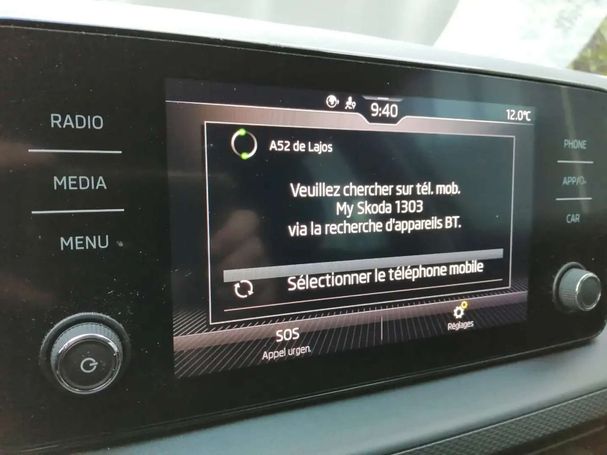 RADIO
MEDIA
MENU
9:40
12.0°C
A52 de Lajos
Veuillez chercher sur tél. mob.
My Skoda 1303
via la recherche d'appareils BT.
Sélectionner le téléphone mobile
SOS
Appel urgen.
Réglages
PHONE
APP/
CAR